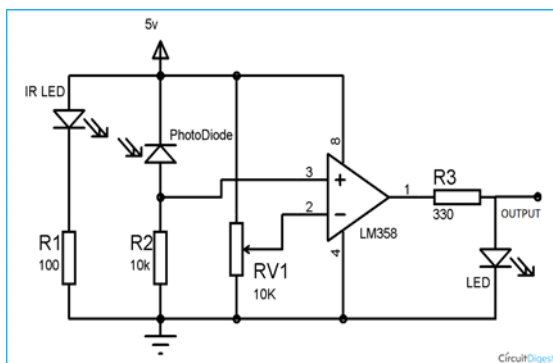 5v
IR LED
PhotoDiode
8
3
2
1
4
LM358
R3
330
OUTPUT
R1
100
R2
10k
RV1
10K
LED
CircuitDigest